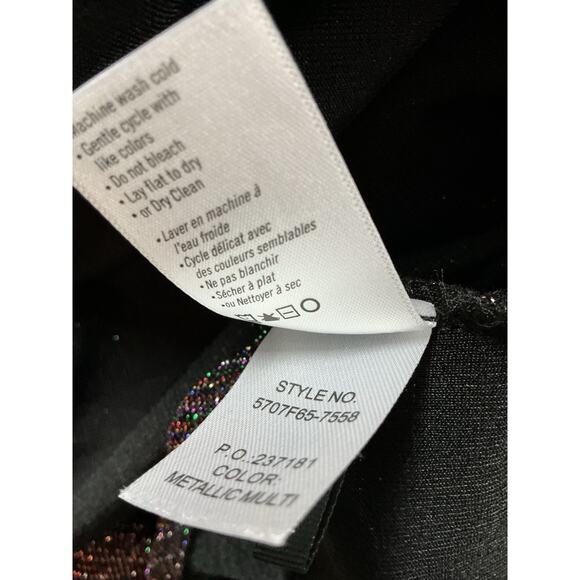 Machine wash cold
• Gentle cycle with
like colors
• Do not bleach
• Lay flat to dry
• or Dry Clean
• Laver en machine à
l'eau froide
• Cycle délicat avec
des couleurs semblables
• Ne pas blanchir
• Sécher à plat
• ou Nettoyer à sec
STYLE NO.
5707F65-7558
P.O.:237181
COLOR:
METALLIC MULTI